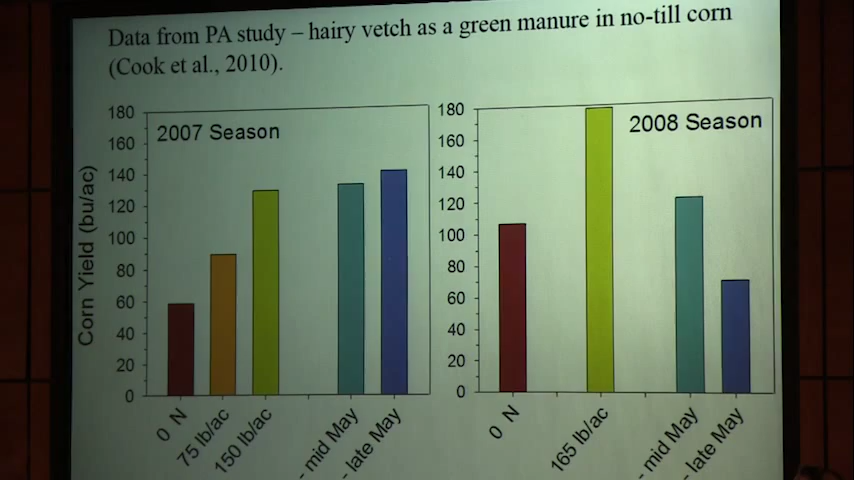 Data from PA study – hairy vetch as a green manure in no-till corn
(Cook et al., 2010).
2007 Season
Corn Yield (bu/ac)
180
160
140
120
100
80
60
40
20
0
0 N
75 lb/ac
150 lb/ac
- mid May
- late May
2008 Season
180
160
140
120
100
80
60
40
20
0
0 N
165 lb/ac
- mid May
- late May